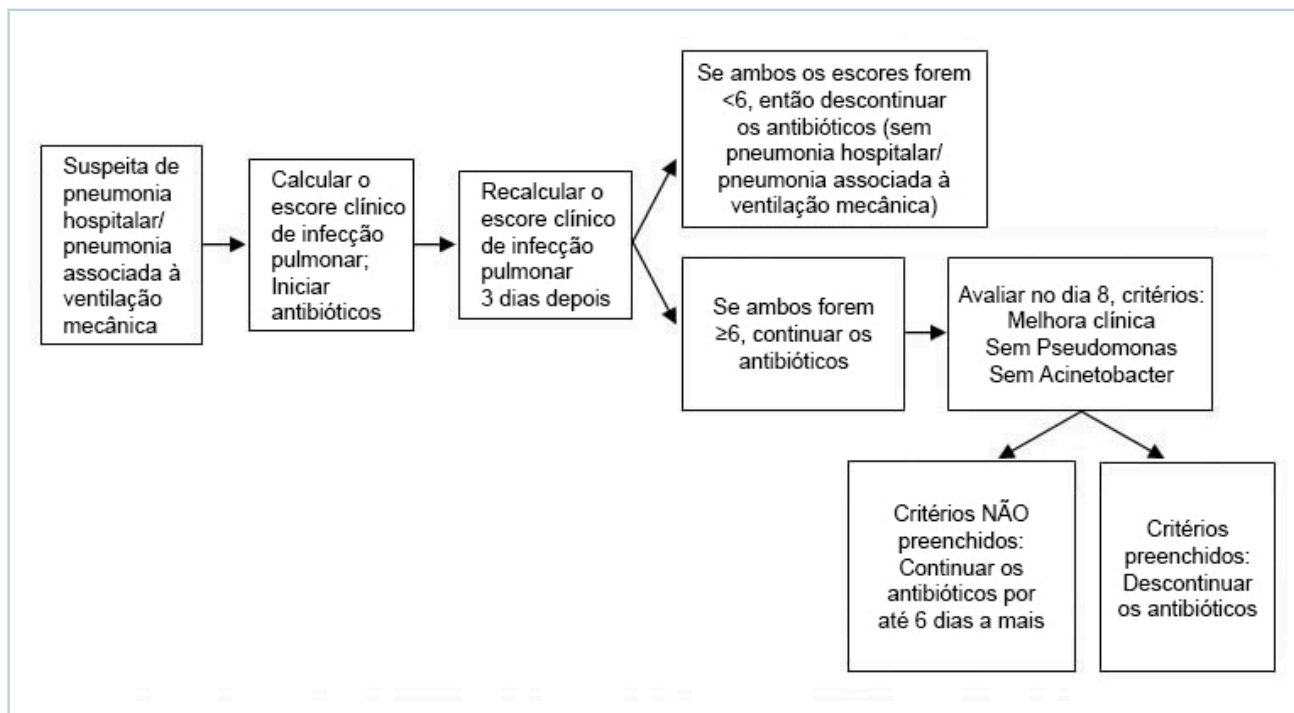 Suspeita de
pneumonia
hospitalar/
pneumonia
associada à
ventilação
mecânica
Calcular o
escore clínico
de infecção
pulmonar;
Iniciar
antibióticos
Recalcular o
escore clínico
de infecção
pulmonar
3 dias depois
Se ambos os escores forem
<6, então descontinuar
os antibióticos (sem
pneumonia hospitalar/
pneumonia associada à
ventilação mecânica)
Se ambos forem
≥6, continuar os
antibióticos
Avaliar no dia 8, critérios:
Melhora clínica
Sem Pseudomonas
Sem Acinetobacter
Critérios NÃO
preenchidos:
Continuar os
antibióticos por
até 6 dias a mais
Critérios
preenchidos:
Descontinuar
os antibióticos